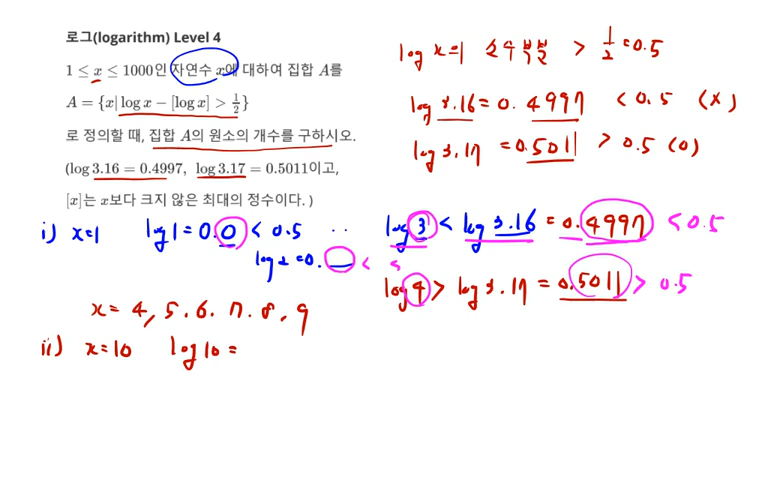 로그(logarithm) Level 4
1 ≤ x ≤ 1000인 자연수 x에 대하여 집합 A를
A = {x| log x − [log x] > 1/2}
로 정의할 때, 집합 A의 원소의 개수를 구하시오.
(log 3.16 = 0.4997, log 3.17 = 0.5011이고,
[x]는 x보다 크지 않은 최대의 정수이다. )
log x의 소수부분 > 1/2 = 0.5
log 3.16 = 0.4997 < 0.5 (x)
log 3.17 = 0.5011 > 0.5 (o)
i) x=1 log 1 = 0.0 < 0.5 ..
log 2 = 0. <
log 3 < log 3.16 = 0.4997 < 0.5
log 4 > log 3.17 = 0.5011 > 0.5
x = 4, 5. 6. 7. 8. 9
ii) x=10 log 10 =